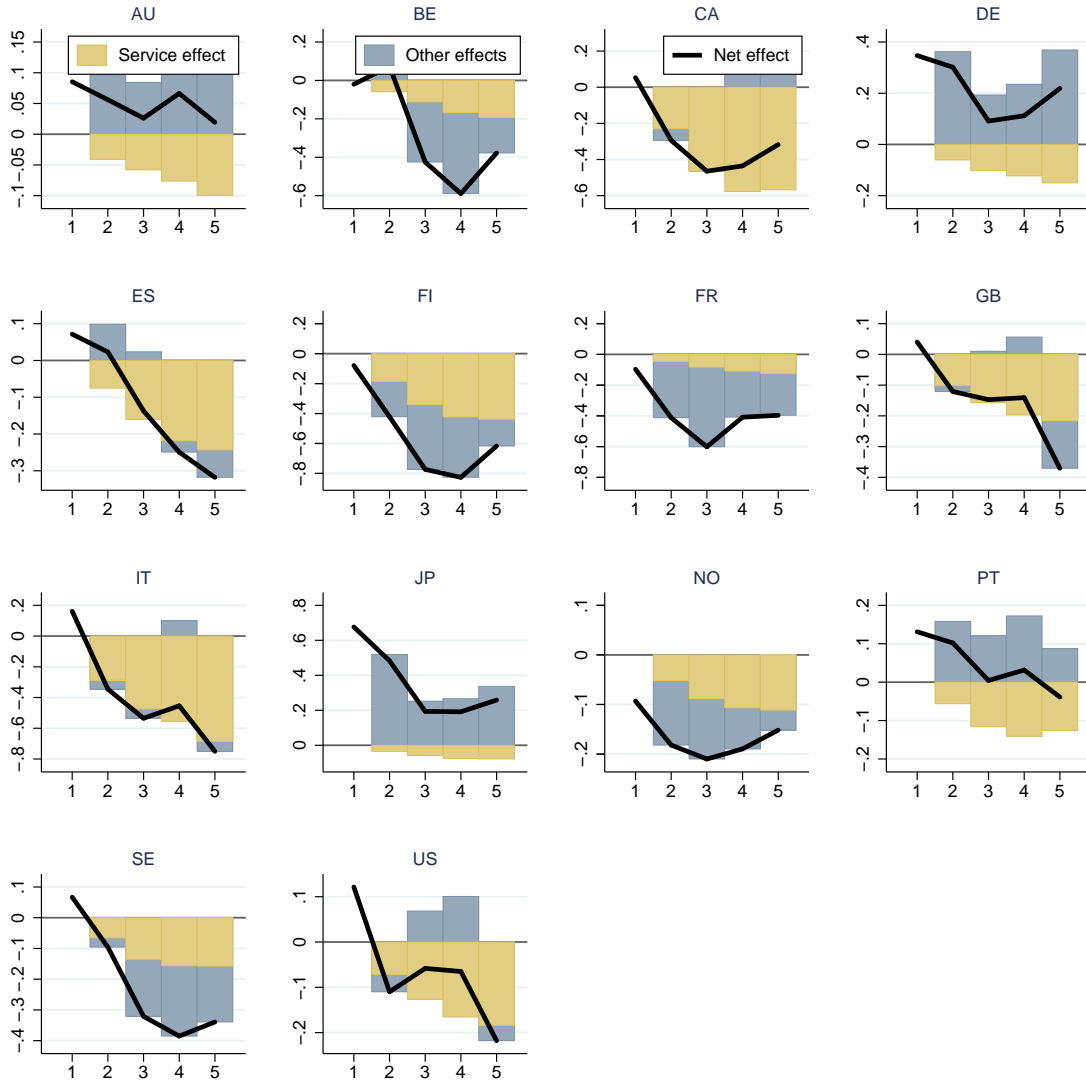 AU
BE
CA
DE
Service effect
Other effects
Net effect
.15
.1
.05
0
-.05
-.1
1 2 3 4 5
.2
0
-.2
-.4
-.6
1 2 3 4 5
.2
0
-.2
-.4
-.6
1 2 3 4 5
.4
.2
0
-.2
1 2 3 4 5
ES
FI
FR
GB
.1
0
-.1
-.2
-.3
1 2 3 4 5
.2
0
-.2
-.4
-.6
-.8
1 2 3 4 5
.2
0
-.2
-.4
-.6
-.8
1 2 3 4 5
.1
0
-.1
-.2
-.3
-.4
1 2 3 4 5
IT
JP
NO
PT
.2
0
-.2
-.4
-.6
-.8
1 2 3 4 5
.8
.6
.4
.2
0
1 2 3 4 5
.1
0
-.1
-.2
1 2 3 4 5
.2
.1
0
-.1
-.2
1 2 3 4 5
SE
US
.1
0
-.1
-.2
-.3
-.4
1 2 3 4 5
.1
0
-.1
-.2
1 2 3 4 5